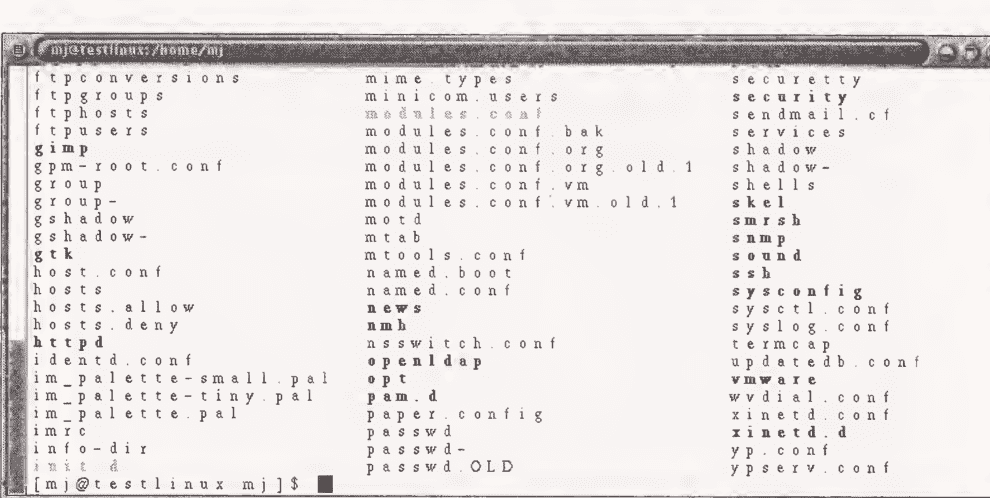 mj@testlinux:/home/mj
ftpconversions mime.types securetty
ftpgroups minicom.users security
ftphosts modules.conf sendmail.cf
ftpusers modules.conf.bak services
gimp modules.conf.org shadow
gpm-root.conf modules.conf.org.old.1 shadow-
group modules.conf.vm shells
group- modules.conf.vm.old.1 skel
gshadow motd smrsh
gshadow- mtab snmp
gtk mtools.conf sound
host.conf named.boot ssh
hosts named.conf sysconfig
hosts.allow news sysctl.conf
hosts.deny nmh syslog.conf
httpd nsswitch.conf termcap
identd.conf openldap updatedb.conf
im_palette-small.pal opt vmware
im_palette-tiny.pal pam.d wvdial.conf
im_palette.pal paper.config xinetd.conf
imrc passwd xinetd.d
info-dir passwd- yp.conf
init.d passwd.OLD ypserv.conf
[mj@testlinux mj]$